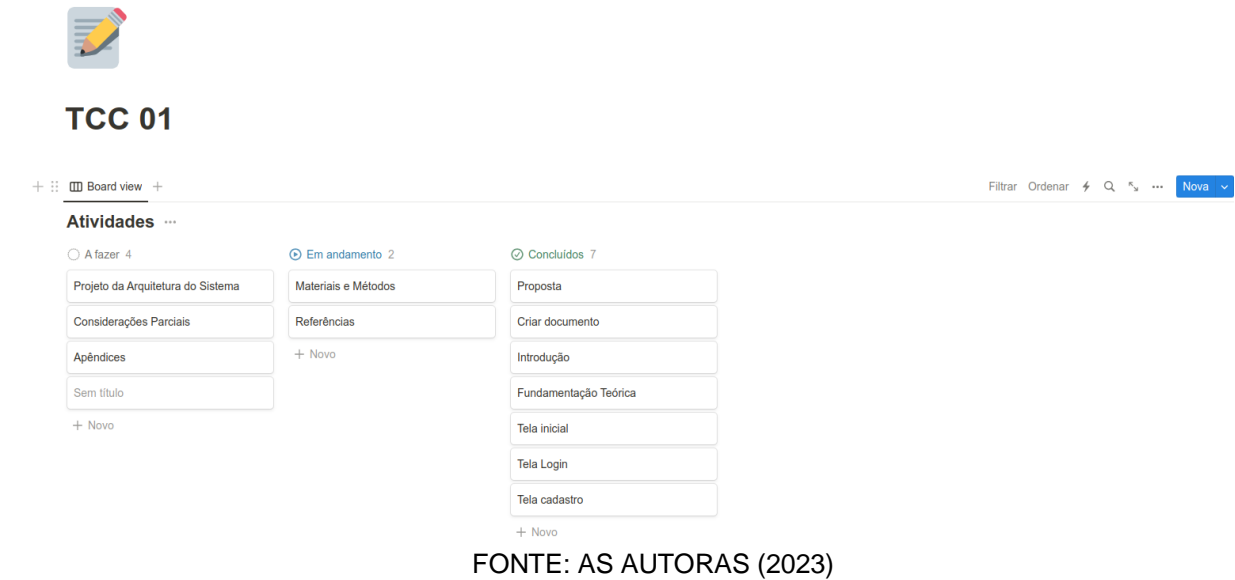 TCC 01
Board view
Filtrar Ordenar ••• Nova
Atividades •••
A fazer 4
Projeto da Arquitetura do Sistema
Considerações Parciais
Apêndices
Sem título
+ Novo
Em andamento 2
Materiais e Métodos
Referências
+ Novo
Concluídos 7
Proposta
Criar documento
Introdução
Fundamentação Teórica
Tela inicial
Tela Login
Tela cadastro
+ Novo
FONTE: AS AUTORAS (2023)